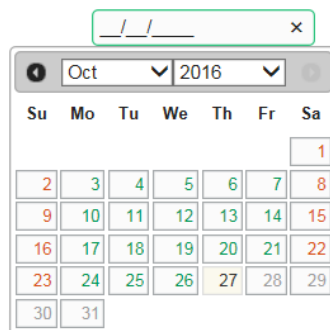 __/__/____ ×
Oct 2016
Su Mo Tu We Th Fr Sa
1
2 3 4 5 6 7 8
9 10 11 12 13 14 15
16 17 18 19 20 21 22
23 24 25 26 27 28 29
30 31